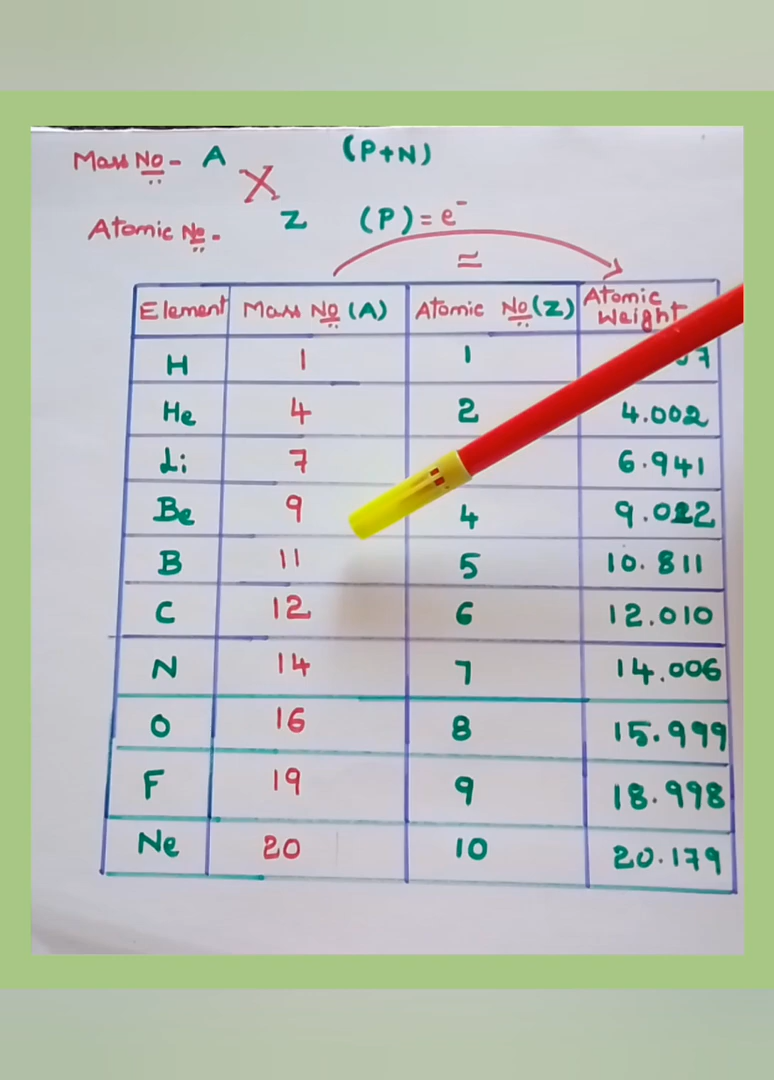 Mass No - A (P+N)
X
Atomic No - Z (P) = e⁻
≃
Element Mass No (A) Atomic No (Z) Atomic Weight
H 1 1
He 4 2 4.002
Li 7 6.941
Be 9 4 9.022
B 11 5 10.811
C 12 6 12.010
N 14 7 14.006
O 16 8 15.999
F 19 9 18.998
Ne 20 10 20.179